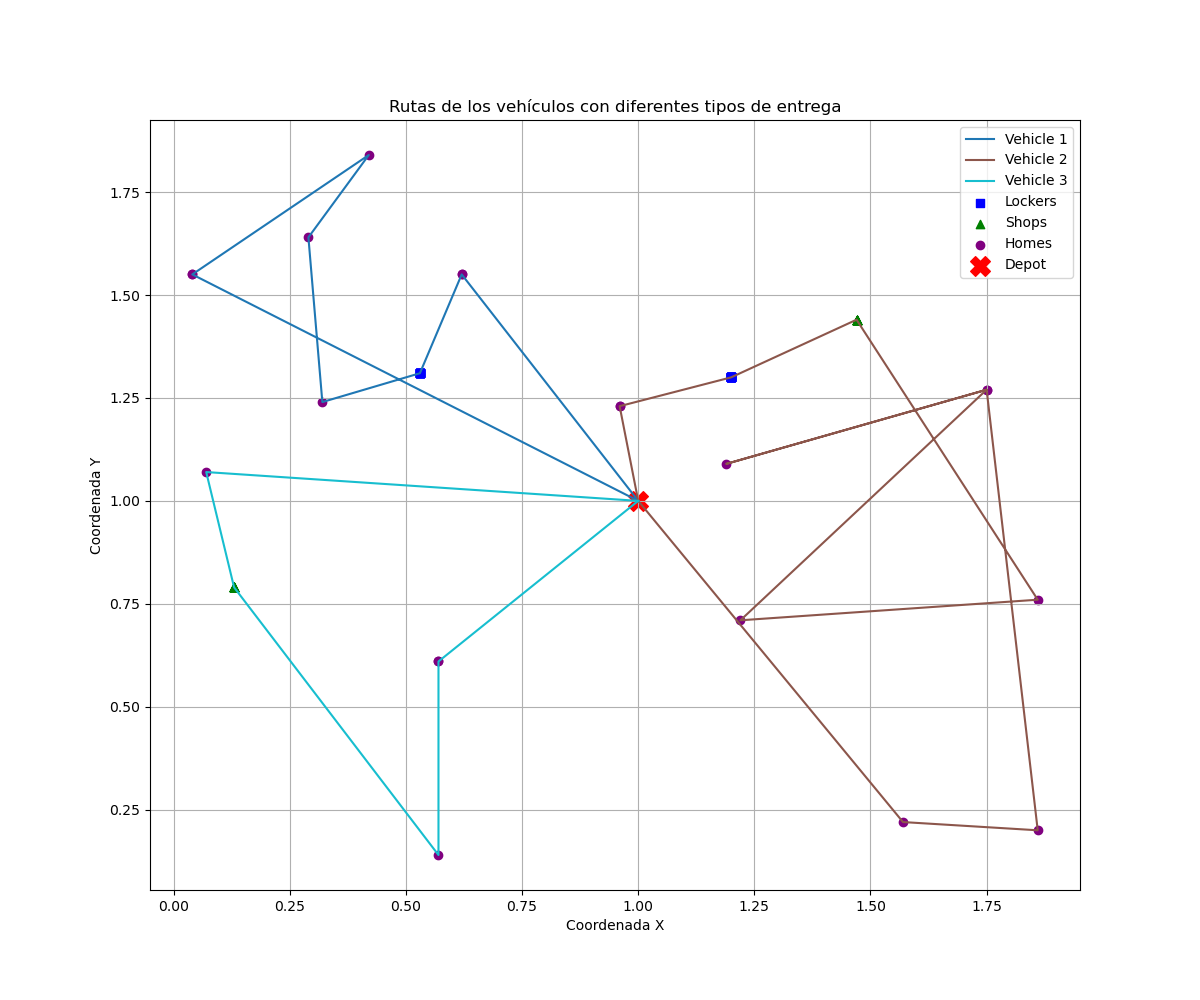 Rutas de los vehículos con diferentes tipos de entrega
Vehicle 1
Vehicle 2
Vehicle 3
Lockers
Shops
Homes
Depot
Coordenada Y
1.75
1.50
1.25
1.00
0.75
0.50
0.25
0.00 0.25 0.50 0.75 1.00 1.25 1.50 1.75
Coordenada X